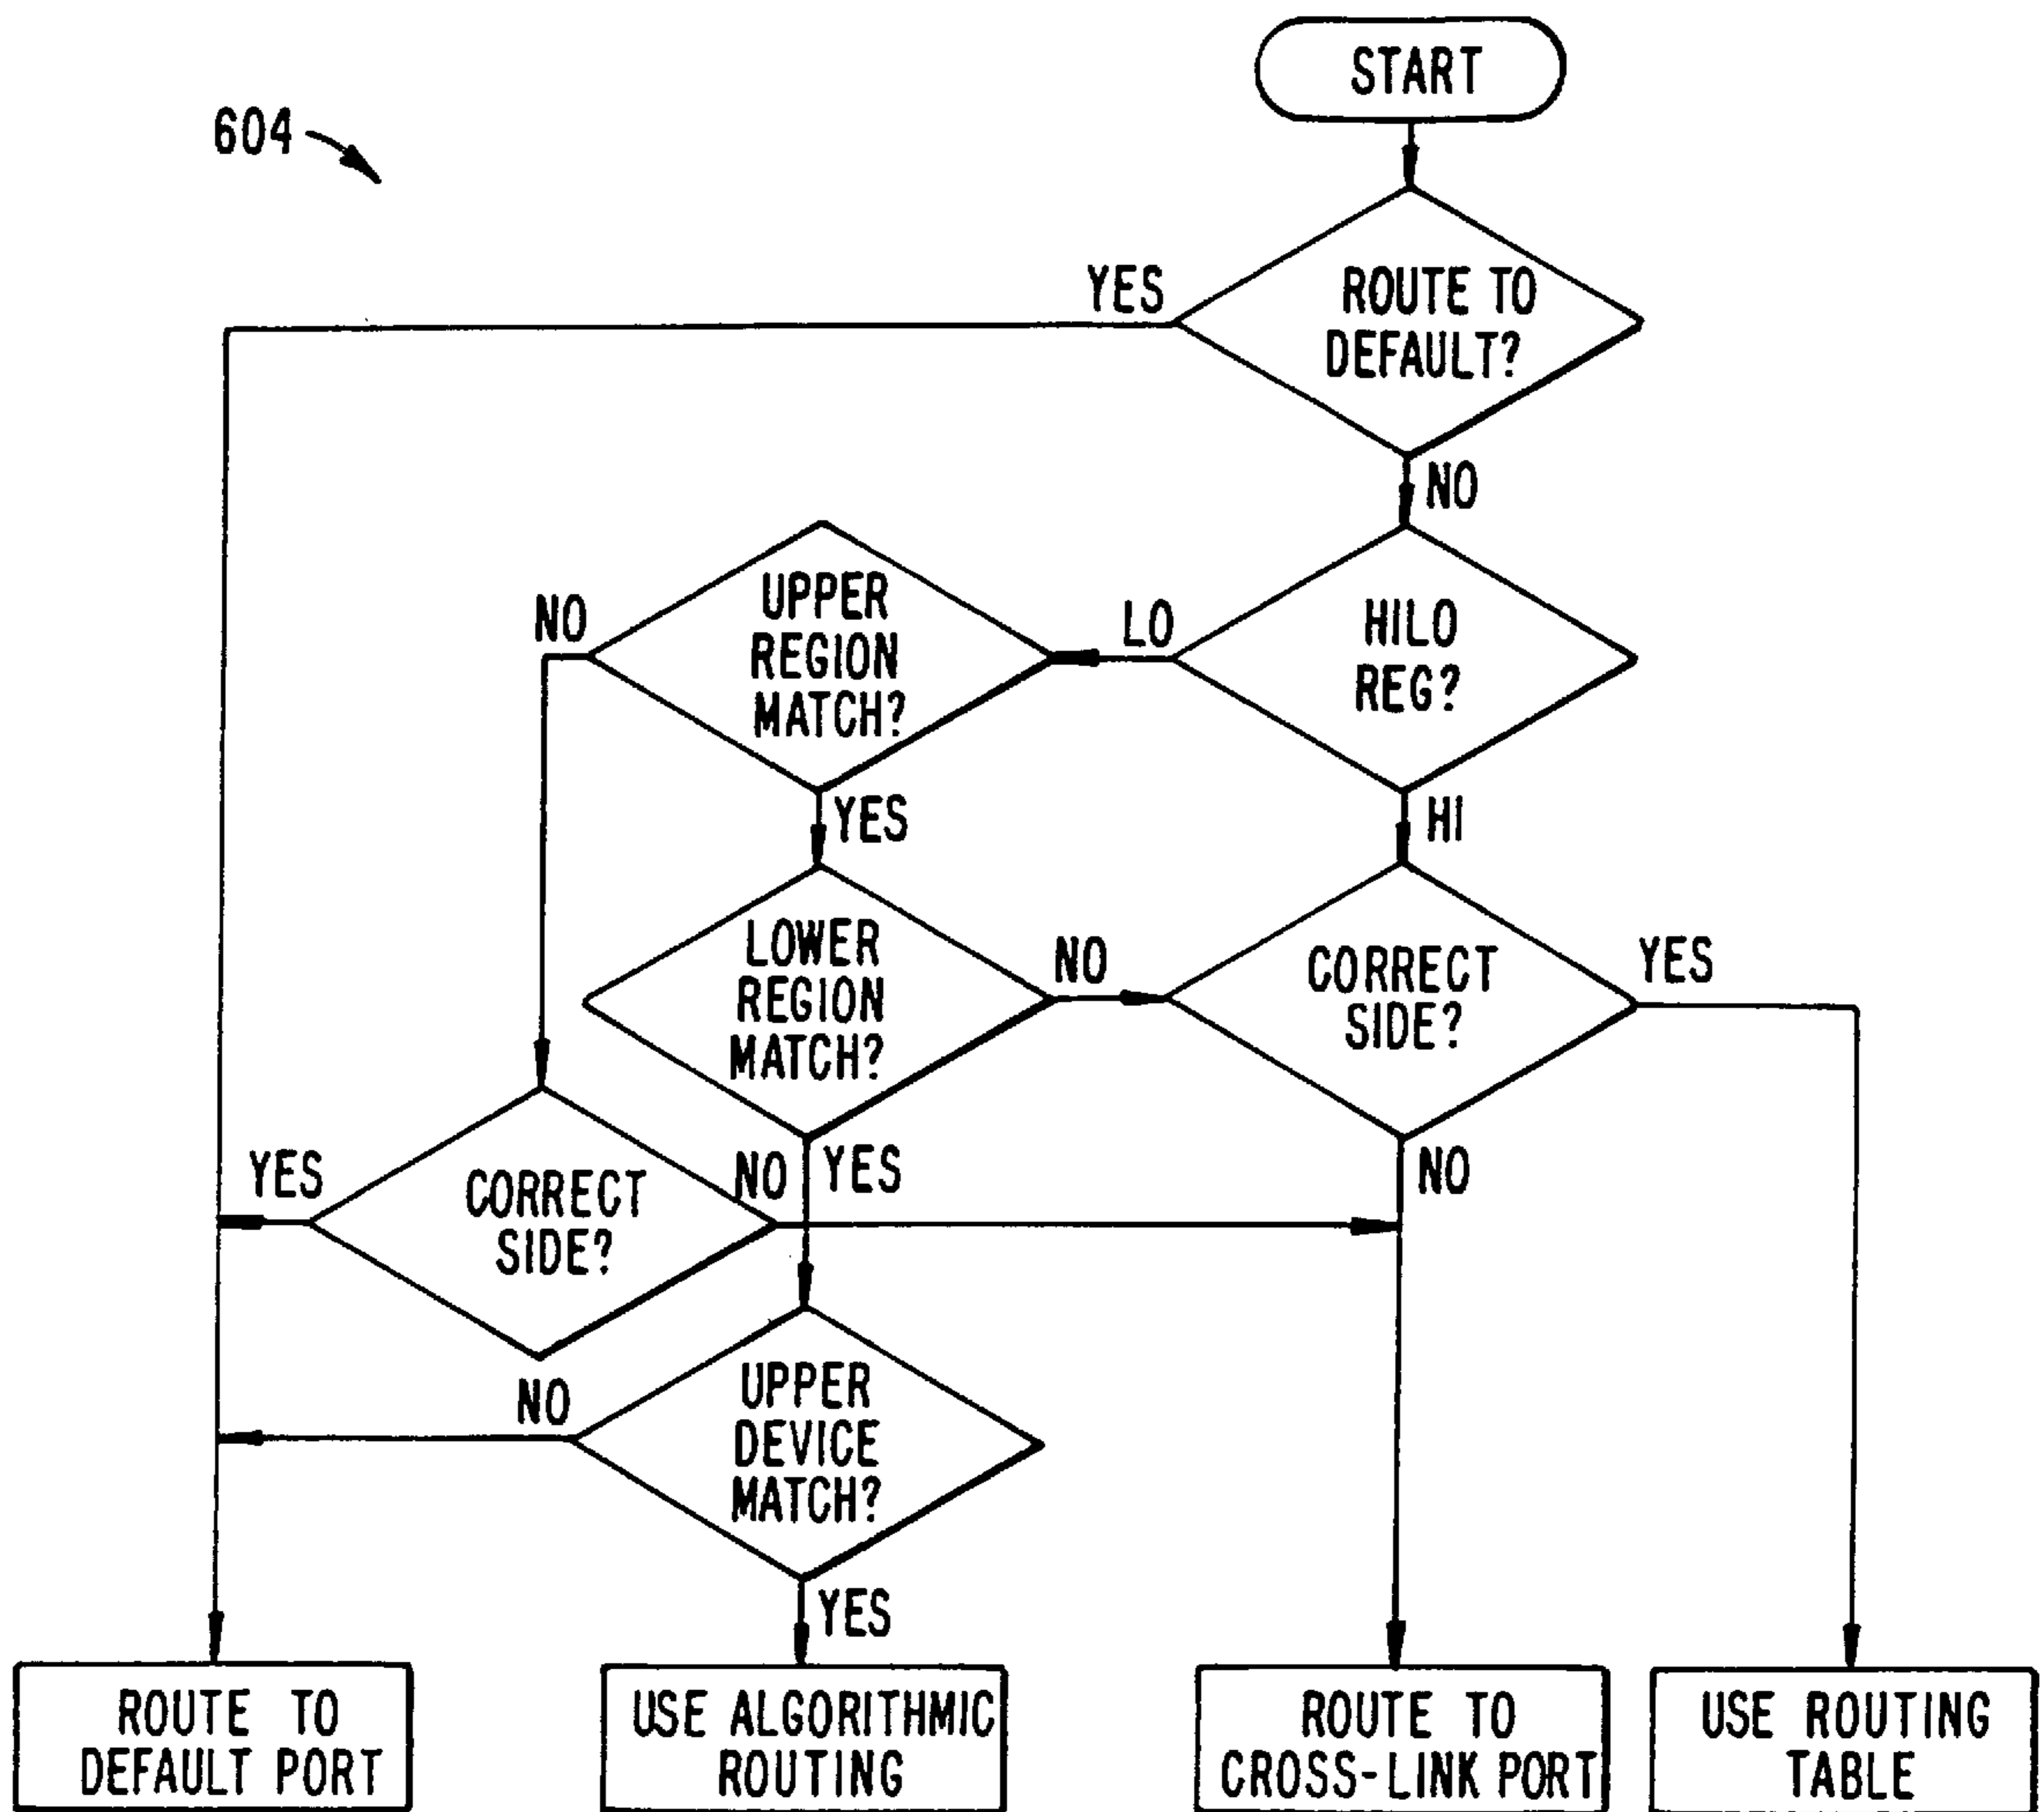 START
604
YES
ROUTE TO
DEFAULT?
NO
NO
UPPER
REGION
MATCH?
LO
HILO
REG?
YES
HI
LOWER
REGION
MATCH?
NO
CORRECT
SIDE?
YES
YES
CORRECT
SIDE?
NO
YES
NO
NO
UPPER
DEVICE
MATCH?
YES
ROUTE TO
DEFAULT PORT
USE ALGORITHMIC
ROUTING
ROUTE TO
CROSS-LINK PORT
USE ROUTING
TABLE